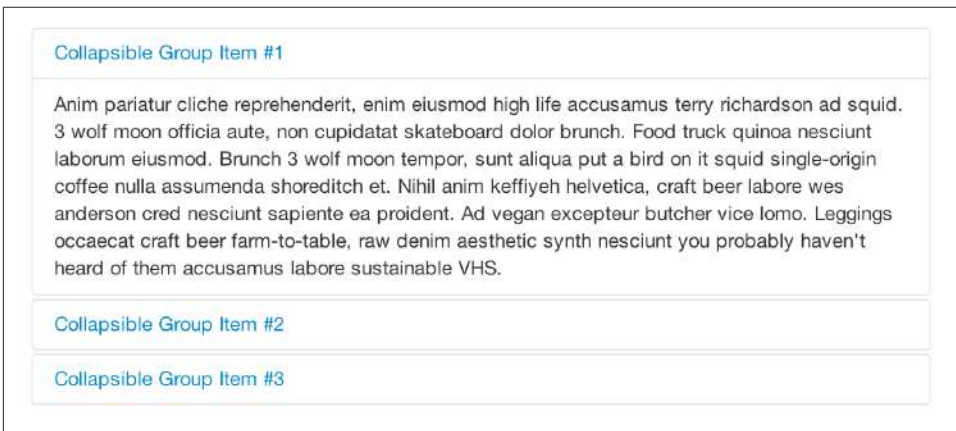 Collapsible Group Item #1
Anim pariatur cliche reprehenderit, enim eiusmod high life accusamus terry richardson ad squid.
3 wolf moon officia aute, non cupidatat skateboard dolor brunch. Food truck quinoa nesciunt
laborum eiusmod. Brunch 3 wolf moon tempor, sunt aliqua put a bird on it squid single-origin
coffee nulla assumenda shoreditch et. Nihil anim keffiyeh helvetica, craft beer labore wes
anderson cred nesciunt sapiente ea proident. Ad vegan excepteur butcher vice lomo. Leggings
occaecat craft beer farm-to-table, raw denim aesthetic synth nesciunt you probably haven't
heard of them accusamus labore sustainable VHS.
Collapsible Group Item #2
Collapsible Group Item #3